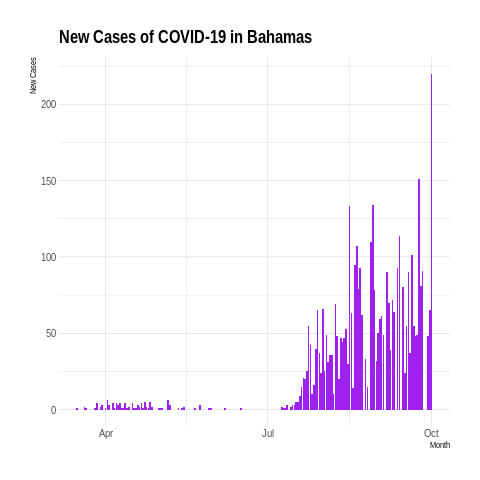 New Cases of COVID-19 in Bahamas
New Cases
200
150
100
50
0
Apr
Jul
Oct
Month